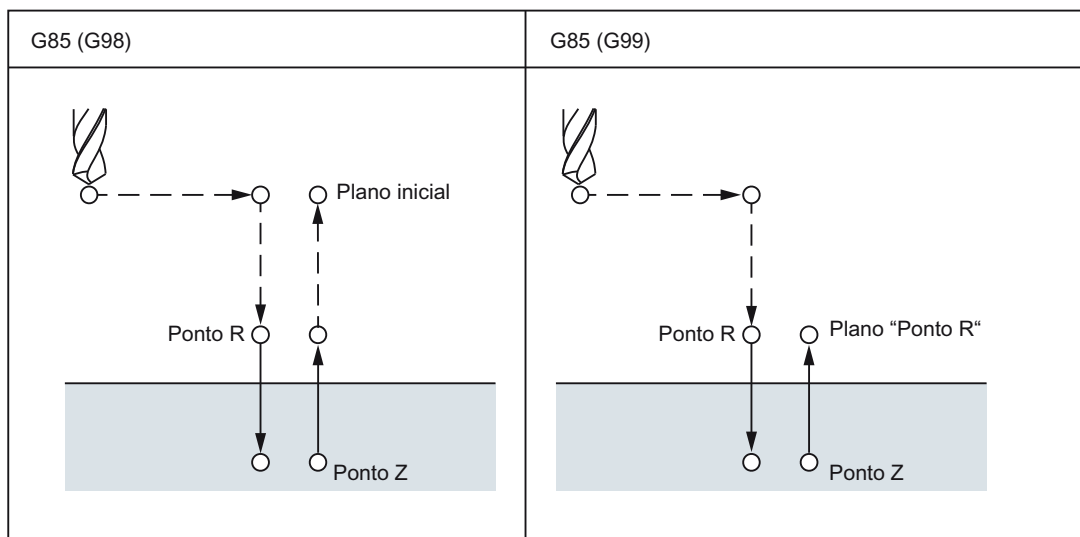 G85 (G98)
G85 (G99)
Plano inicial
Ponto R
Ponto Z
Ponto R
Plano “Ponto R“
Ponto Z